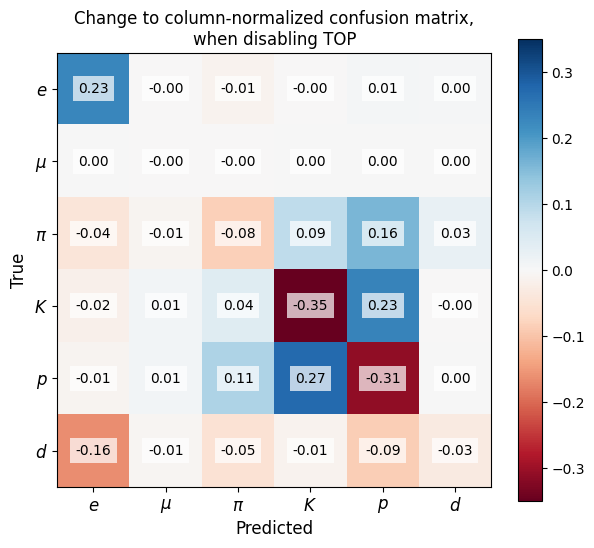 Change to column-normalized confusion matrix,
when disabling TOP
e 0.23 -0.00 -0.01 -0.00 0.01 0.00
μ 0.00 -0.00 -0.00 0.00 0.00 0.00
π -0.04 -0.01 -0.08 0.09 0.16 0.03
K -0.02 0.01 0.04 -0.35 0.23 -0.00
p -0.01 0.01 0.11 0.27 -0.31 0.00
d -0.16 -0.01 -0.05 -0.01 -0.09 -0.03
e μ π K p d
Predicted
True
0.3
0.2
0.1
0.0
−0.1
−0.2
−0.3